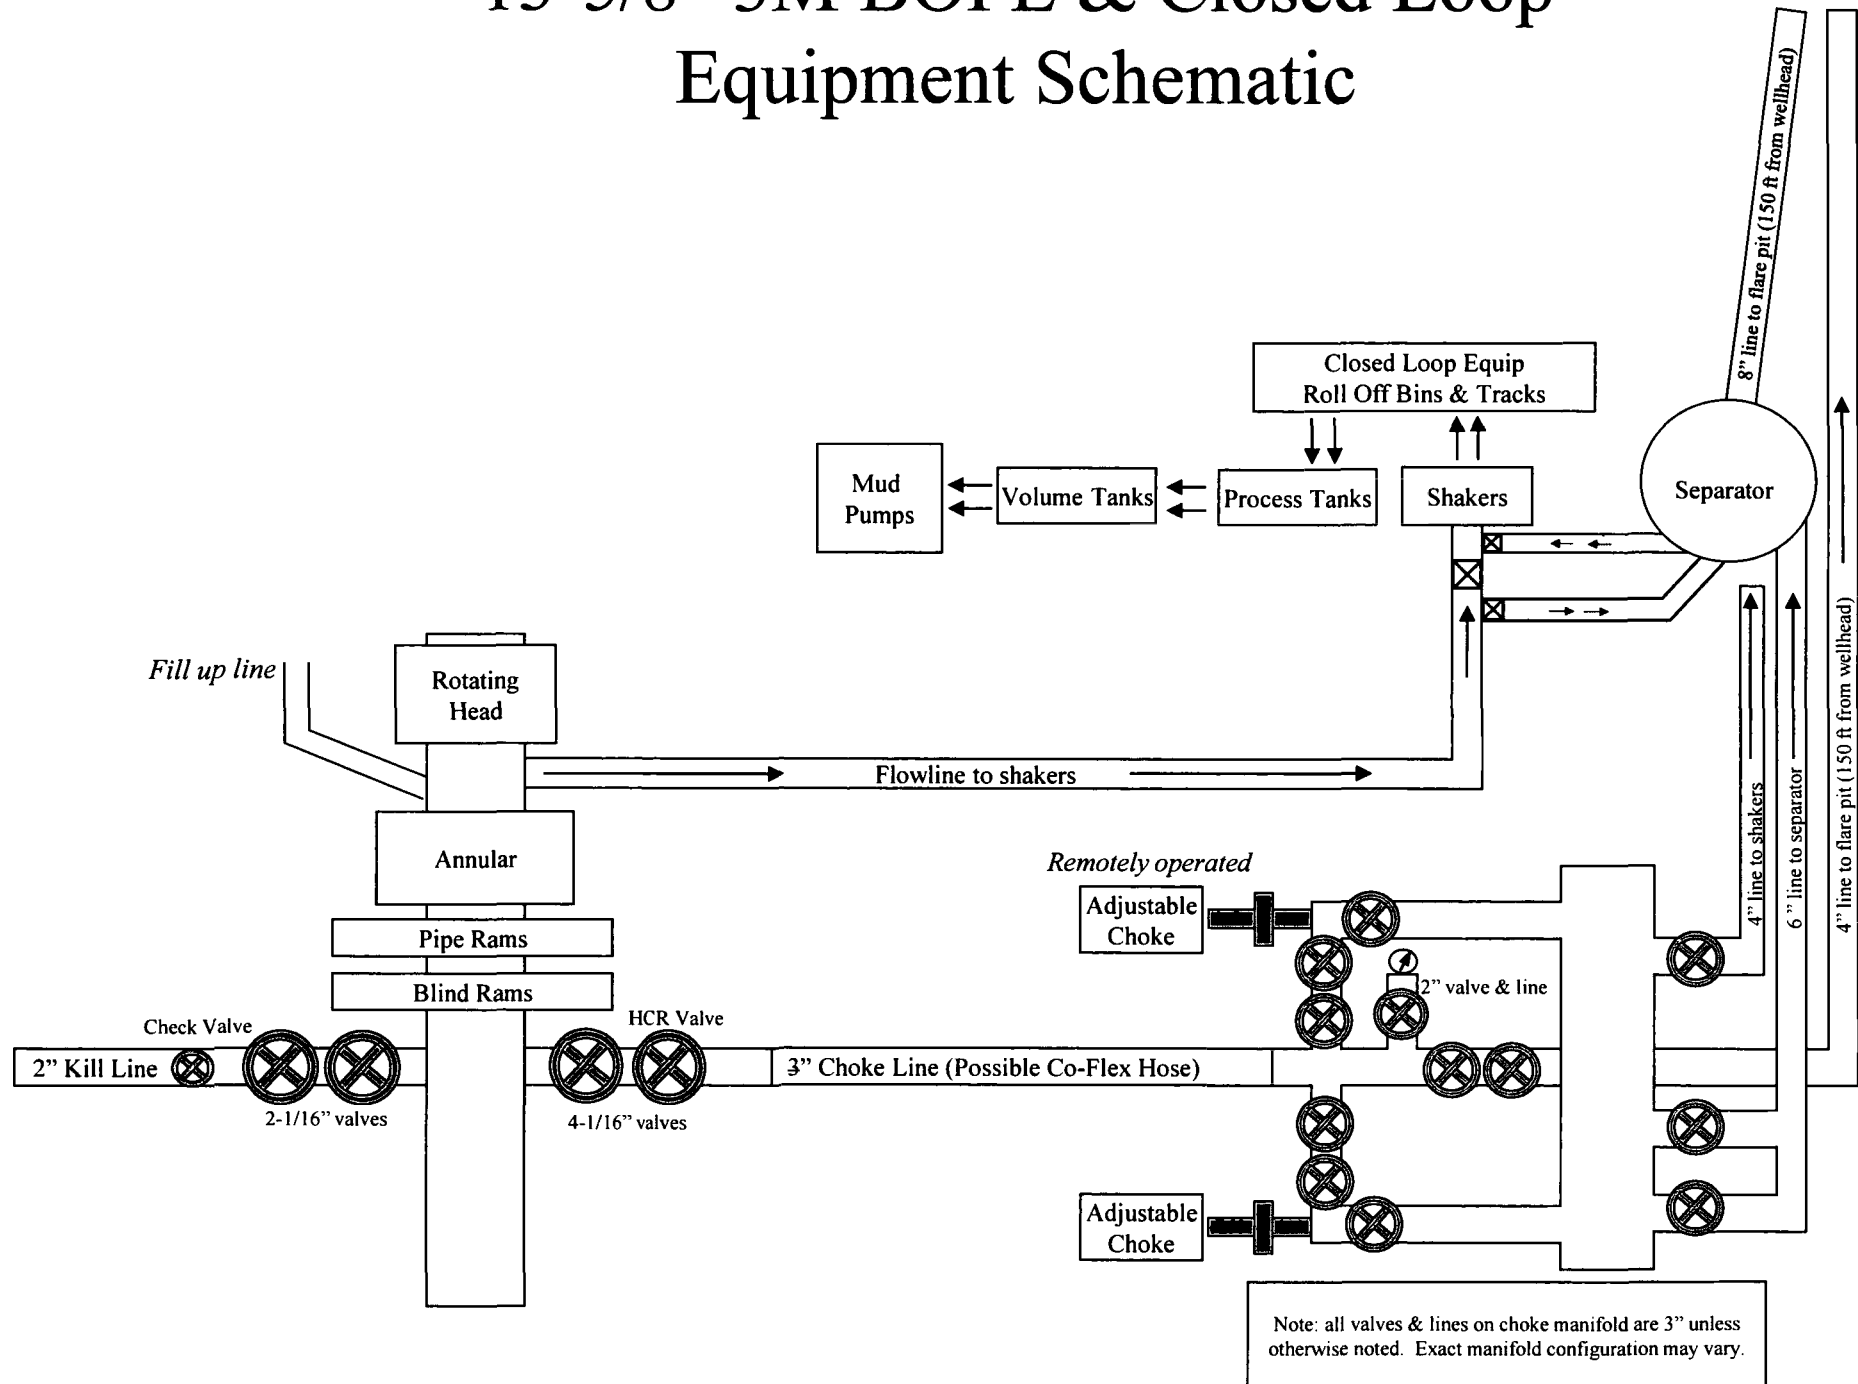 Equipment Schematic
8” line to flare pit (150 ft from wellhead)
Closed Loop Equip
Roll Off Bins & Tracks
Mud
Pumps
Volume Tanks
Process Tanks
Shakers
Separator
Fill up line
Rotating
Head
Flowline to shakers
4” line to shakers
6” line to separator
4” line to flare pit (150 ft from wellhead)
Annular
Remotely operated
Adjustable
Choke
Pipe Rams
Blind Rams
2” valve & line
Check Valve
HCR Valve
2” Kill Line
3” Choke Line (Possible Co-Flex Hose)
2-1/16” valves
4-1/16” valves
Adjustable
Choke
Note: all valves & lines on choke manifold are 3” unless
otherwise noted. Exact manifold configuration may vary.